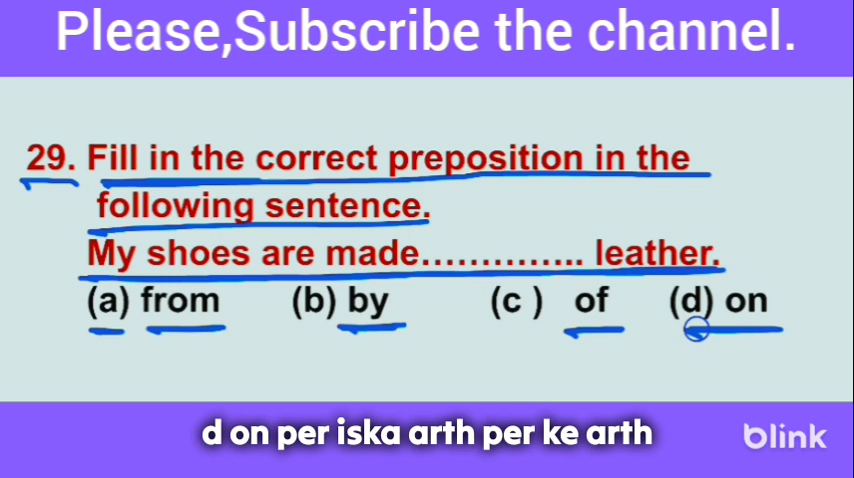 Please,Subscribe the channel.
29. Fill in the correct preposition in the
following sentence.
My shoes are made.............. leather.
(a) from (b) by (c ) of (d) on
d on per iska arth per ke arth
blink